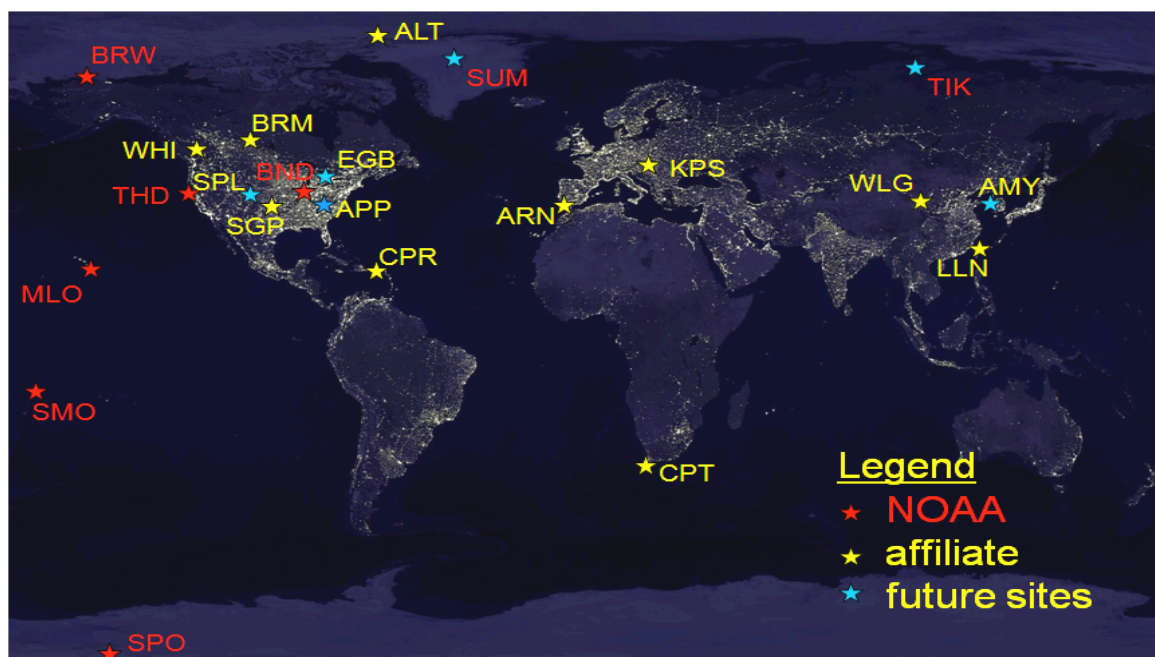 ALT
BRW
SUM
TIK
BRM
WHI
EGB
BND
KPS
SPL
THD
WLG
AMY
SGP
APP
ARN
CPR
LLN
MLO
SMO
CPT
Legend
NOAA
affiliate
future sites
SPO